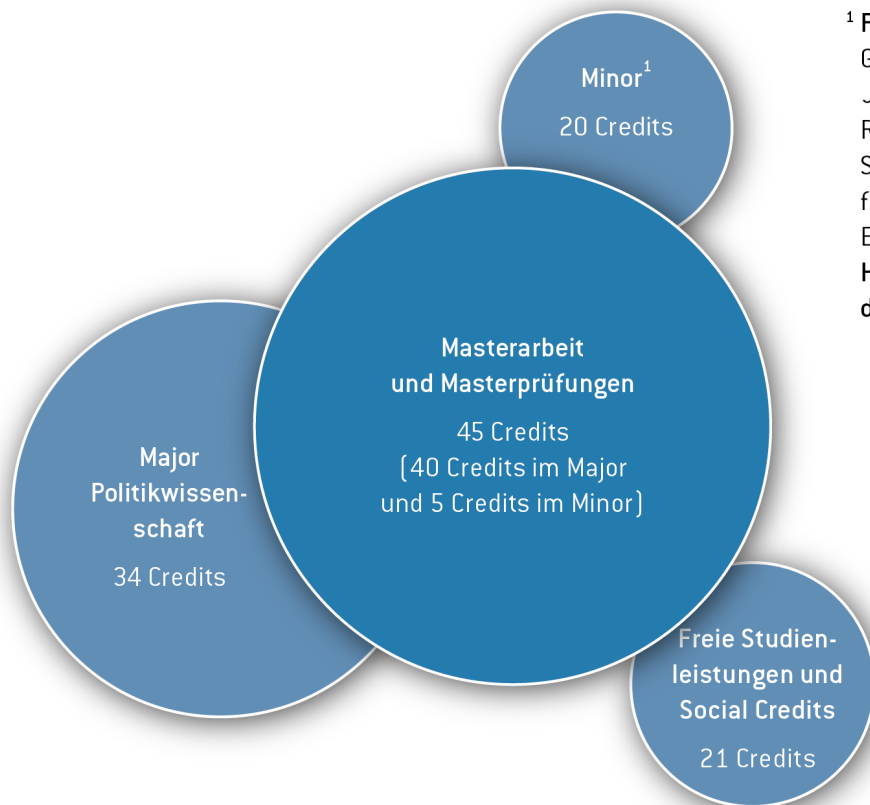 Minor¹
20 Credits
Masterarbeit
und Masterprüfungen
45 Credits
(40 Credits im Major
und 5 Credits im Minor)
Major
Politikwissen-
schaft
34 Credits
Freie Studien-
leistungen und
Social Credits
21 Credits
1